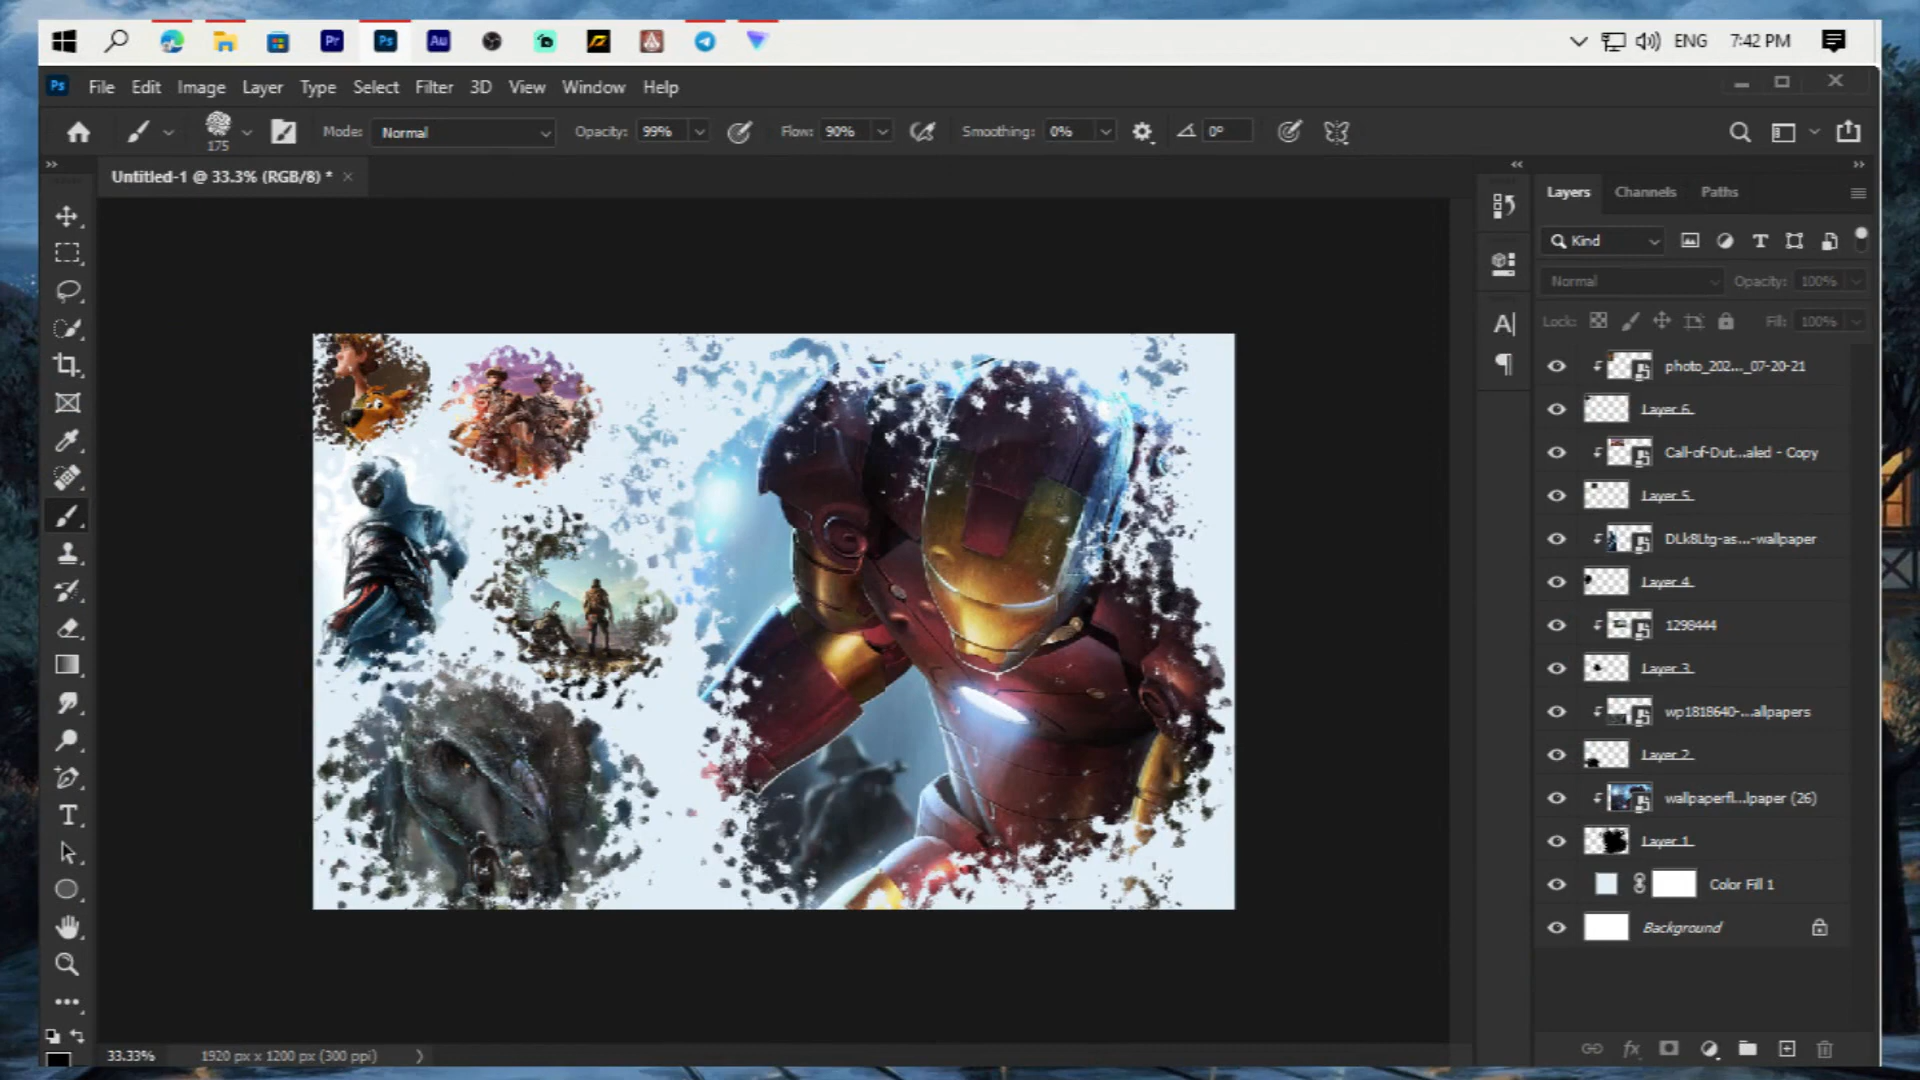 Pr
Ps
Au
ENG
7:42 PM
Ps
File
Edit
Image
Layer
Type
Select
Filter
3D
View
Window
Help
175
Mode:
Normal
Opacity:
99%
Flow:
90%
Smoothing:
0%
0°
Untitled-1 @ 33.3% (RGB/8) *
Layers
Channels
Paths
Kind
Normal
Opacity:
100%
Lock:
Fill:
100%
photo_202..._07-20-21
Layer 6
Call-of-Dut...aled - Copy
Layer 5
DLk8Ltg-as...-wallpaper
Layer 4
1298444
Layer 3
wp1818640-...allpapers
Layer 2
wallpaperfl...lpaper (26)
Layer 1
Color Fill 1
Background
fx
33.33%
1920 px x 1200 px (300 ppi)